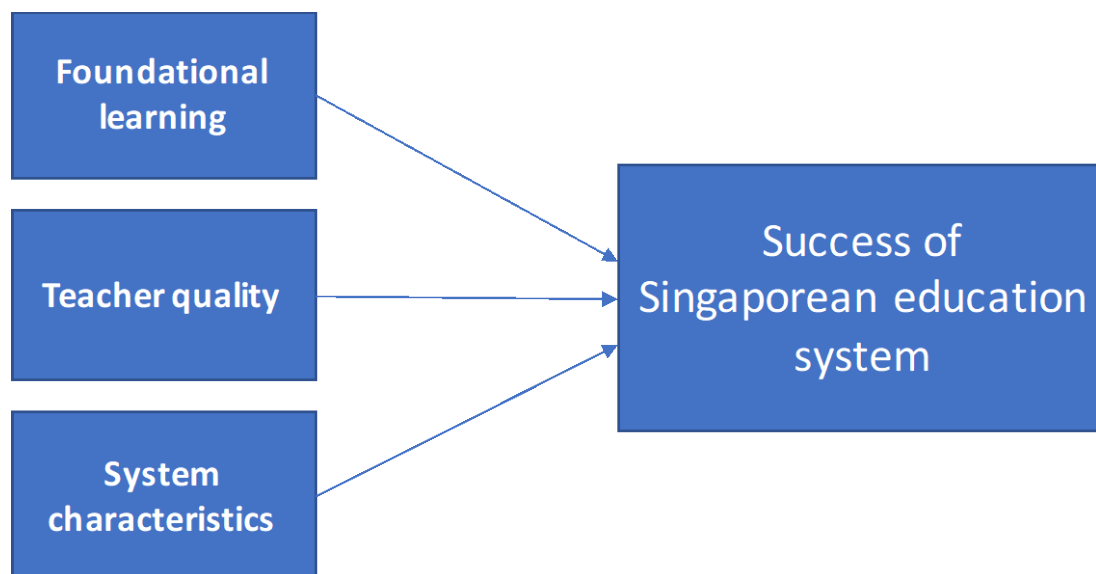 Foundational
learning
Teacher quality
System
characteristics
Success of
Singaporean education
system